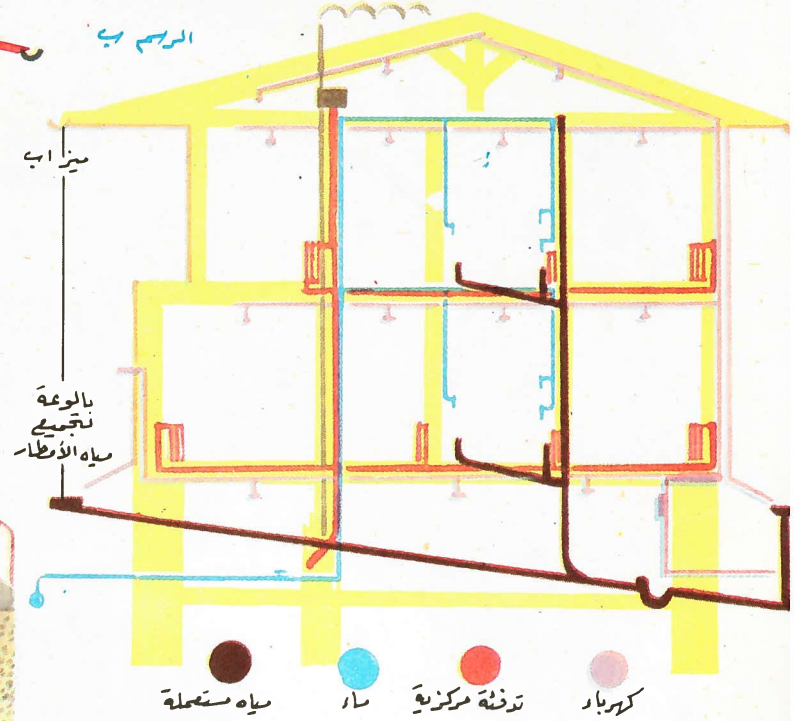 الرسم ب
ميزاب
بالوعة
لتجميع
مياه الأمطار
كهرباء
تدفئة مركزية
ماء
مياه مستعملة